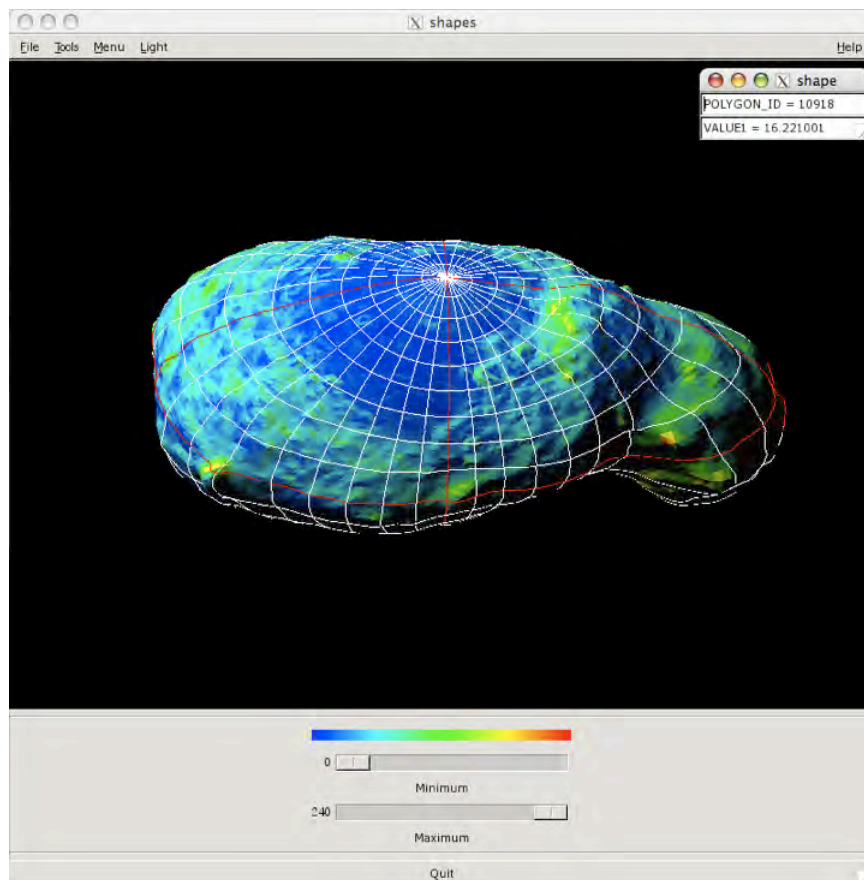 X shapes
File Tools Menu Light Help
X shape
POLYGON_ID = 10918
VALUE1 = 16.221001
0
Minimum
240
Maximum
Quit